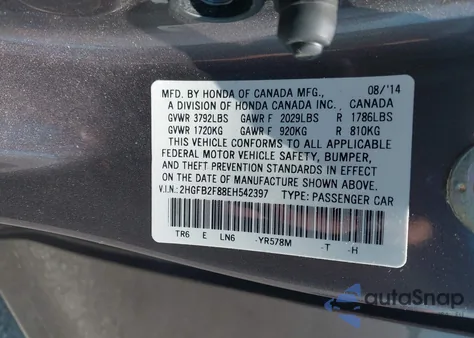 MFD. BY HONDA OF CANADA MFG., 08/'14
A DIVISION OF HONDA CANADA INC., CANADA
GVWR 3792LBS GAWR F 2029LBS R 1786LBS
GVWR 1720KG GAWR F 920KG R 810KG
THIS VEHICLE CONFORMS TO ALL APPLICABLE
FEDERAL MOTOR VEHICLE SAFETY, BUMPER,
AND THEFT PREVENTION STANDARDS IN EFFECT
ON THE DATE OF MANUFACTURE SHOWN ABOVE.
V.I.N.: 2HGFB2F88EH542397 TYPE: PASSENGER CAR
TR6 E LN6 -YR578M -T -H
autoSnap